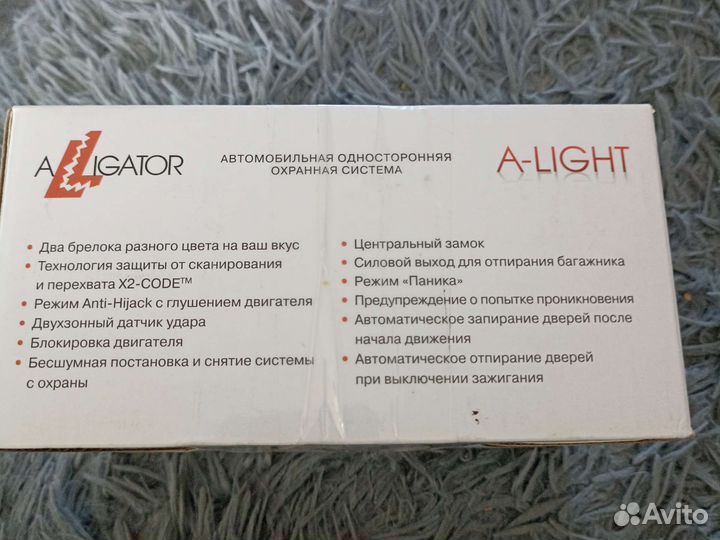 ALLIGATOR
АВТОМОБИЛЬНАЯ ОДНОСТОРОННЯЯ
ОХРАННАЯ СИСТЕМА
A-LIGHT
• Два брелока разного цвета на ваш вкус
• Технология защиты от сканирования
и перехвата X2-CODE™
• Режим Anti-Hijack с глушением двигателя
• Двухзонный датчик удара
• Блокировка двигателя
• Бесшумная постановка и снятие системы
с охраны
• Центральный замок
• Силовой выход для отпирания багажника
• Режим «Паника»
• Предупреждение о попытке проникновения
• Автоматическое запирание дверей после
начала движения
• Автоматическое отпирание дверей
при выключении зажигания
Avito